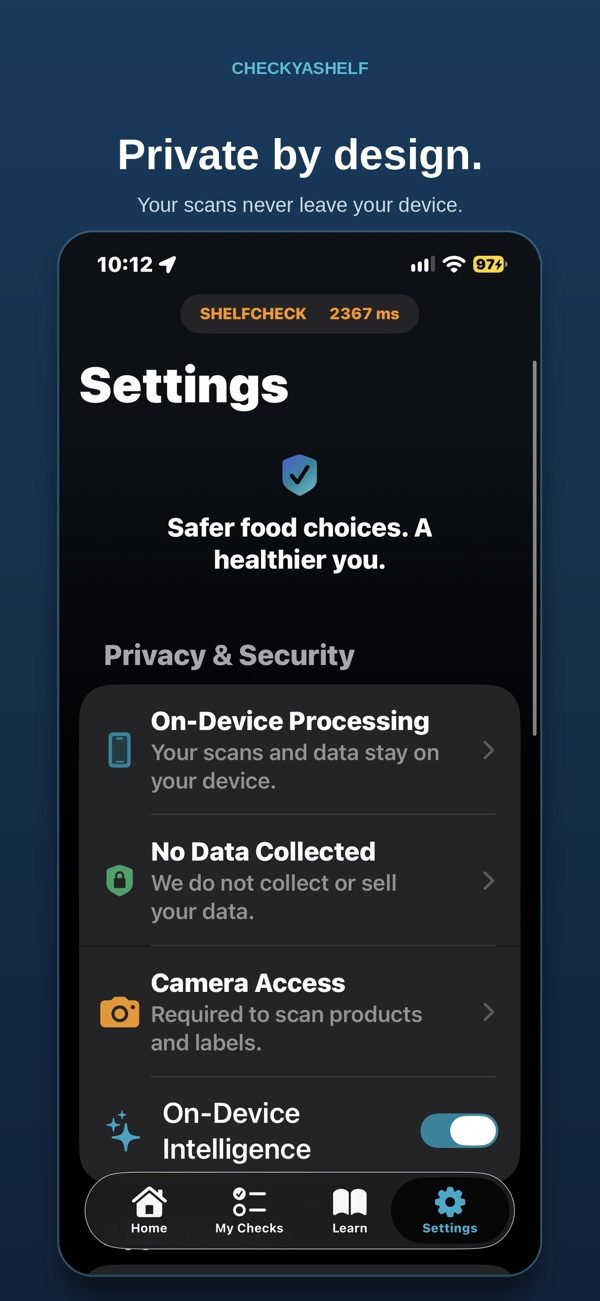 CHECKYASHELF
Private by design.
Your scans never leave your device.
10:12
97
SHELFCHECK 2367 ms
Settings
Safer food choices. A
healthier you.
Privacy & Security
On-Device Processing
Your scans and data stay on
your device.
No Data Collected
We do not collect or sell
your data.
Camera Access
Required to scan products
and labels.
On-Device
Intelligence
Home
My Checks
Learn
Settings